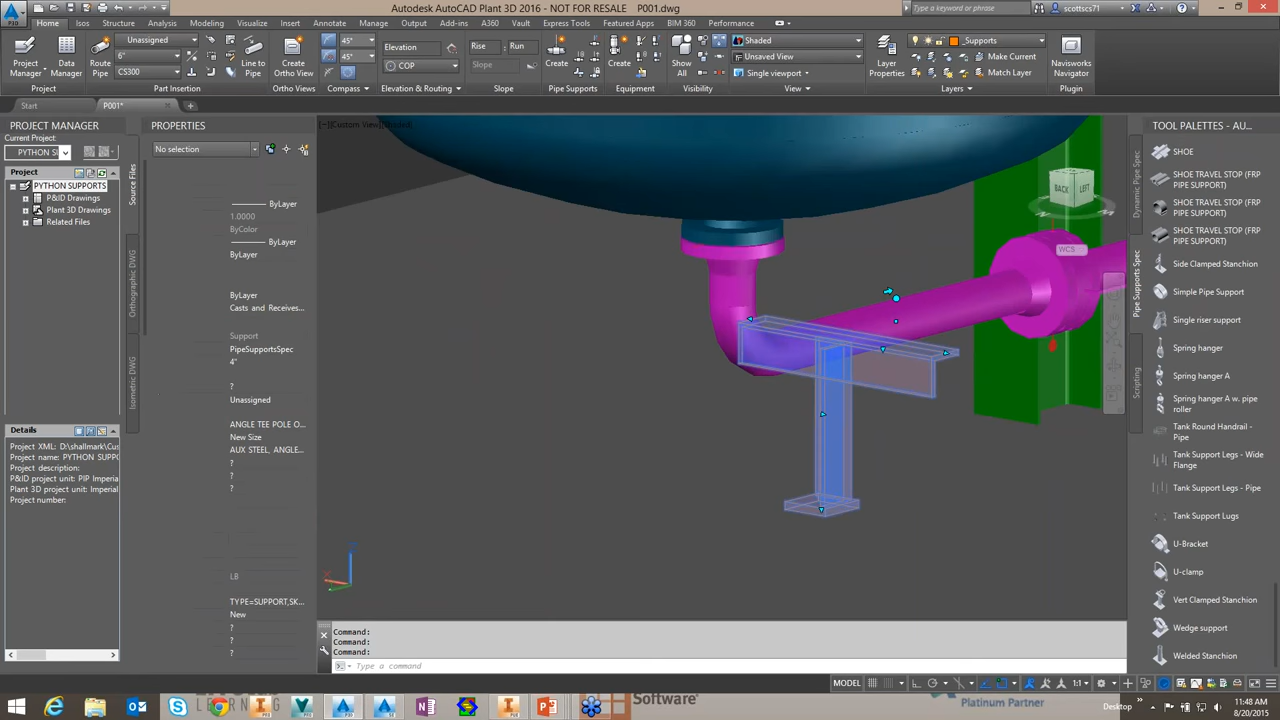 Autodesk AutoCAD Plant 3D 2016 - NOT FOR RESALE P001.dwg
Type a keyword or phrase
scottscs71
Home Isos Structure Analysis Modeling Visualize Insert Annotate Manage Output Add-ins A360 Vault Express Tools Featured Apps BIM 360 Performance
Project Manager
Data Manager
Project
Route Pipe
Unassigned
6"
CS300
Line to Pipe
Part Insertion
Create Ortho View
Ortho Views
45°
45°
Compass
Elevation
COP
Elevation & Routing
Rise
Run
Slope
Slope
Create
Pipe Supports
Create
Equipment
Show All
Visibility
Shaded
Unsaved View
Single viewport
View
Layer Properties
Supports
Make Current
Match Layer
Layers
Navisworks Navigator
Plugin
Start
P001*
PROJECT MANAGER
Current Project:
PYTHON S
Project
PYTHON SUPPORTS
P&ID Drawings
Plant 3D Drawings
Related Files
Source Files
Orthographic DWG
Isometric DWG
Details
Project XML: D:\shallmark\Cus
Project name: PYTHON SUPP
Project description:
P&ID project unit: PIP Imperia
Plant 3D project unit: Imperial
Project number:
PROPERTIES
No selection
ByLayer
1.0000
ByColor
ByLayer
ByLayer
ByLayer
Casts and Receives...
Support
PipeSupportsSpec
4"
?
Unassigned
ANGLE TEE POLE O...
New Size
AUX STEEL, ANGLE...
?
?
?
LB
TYPE=SUPPORT,SK...
New
?
?
?
[−][Custom View][Shaded]
BACK LEFT
WCS
Command:
Command:
Command:
Type a command
TOOL PALETTES - AU...
Dynamic Pipe Spec
Pipe Supports Spec
Scripting
SHOE
SHOE TRAVEL STOP (FRP PIPE SUPPORT)
SHOE TRAVEL STOP (FRP PIPE SUPPORT)
SHOE TRAVEL STOP (FRP PIPE SUPPORT)
Side Clamped Stanchion
Simple Pipe Support
Single riser support
Spring hanger
Spring hanger A
Spring hanger A w. pipe roller
Tank Round Handrail - Pipe
Tank Support Legs - Wide Flange
Tank Support Legs - Pipe
Tank Support Lugs
U-Bracket
U-clamp
Vert Clamped Stanchion
Wedge support
Welded Stanchion
MODEL
1:1
LEARNING
Software
Platinum Partner
Desktop
11:48 AM
8/20/2015